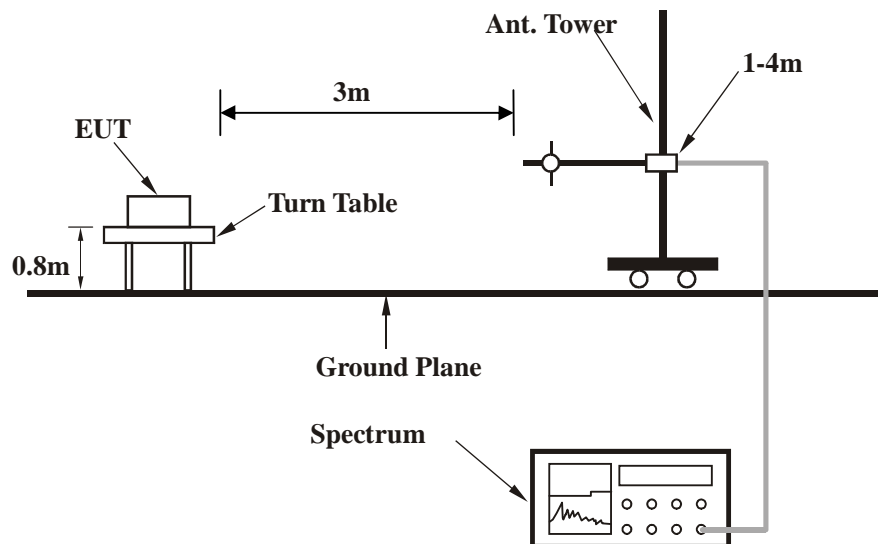 Ant. Tower
1-4m
3m
EUT
Turn Table
0.8m
Ground Plane
Spectrum